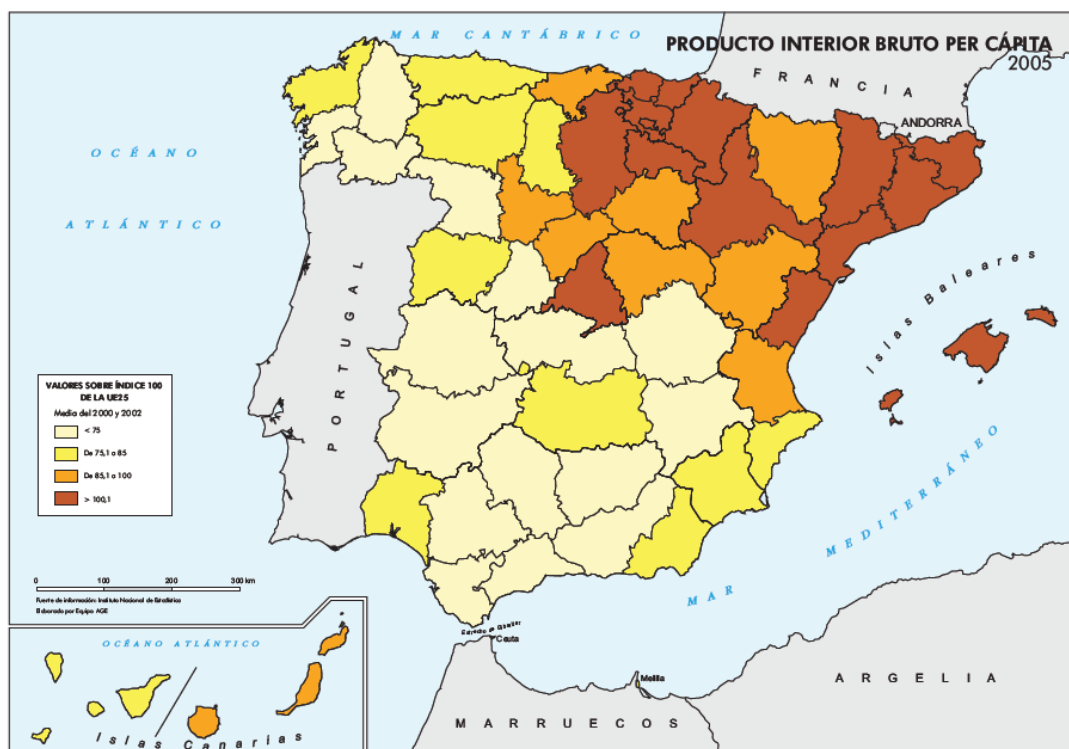 MAR CANTÁBRICO
PRODUCTO INTERIOR BRUTO PER CÁPITA
2005
FRANCIA
ANDORRA
OCÉANO
ATLÁNTICO
PORTUGAL
Islas Baleares
VALORES SOBRE ÍNDICE 100
DE LA UE25
Media del 2000 y 2002
< 75
De 75,1 a 85
De 85,1 a 100
> 100,1
MAR MEDITERRÁNEO
0 100 200 300 km
Fuente de información: Instituto Nacional de Estadística
Elaborado por Equipo AGE
Estrecho de Gibraltar
Ceuta
Melilla
OCÉANO ATLÁNTICO
Islas Canarias
MARRUECOS
ARGELIA